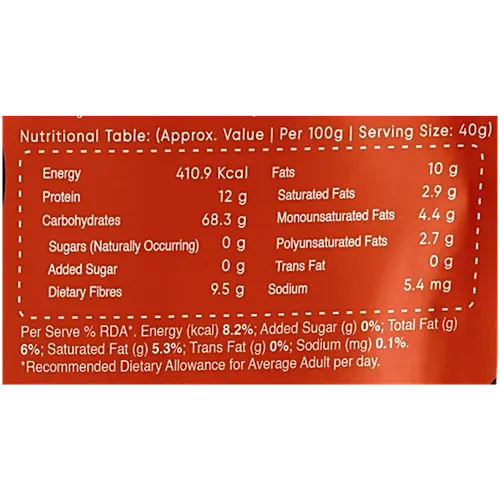 Nutritional Table: (Approx. Value | Per 100g | Serving Size: 40g)
Energy 410.9 Kcal
Protein 12 g
Carbohydrates 68.3 g
Sugars (Naturally Occurring) 0 g
Added Sugar 0 g
Dietary Fibres 9.5 g
Fats 10 g
Saturated Fats 2.9 g
Monounsaturated Fats 4.4 g
Polyunsaturated Fats 2.7 g
Trans Fat 0 g
Sodium 5.4 mg
Per Serve % RDA*. Energy (kcal) 8.2%; Added Sugar (g) 0%; Total Fat (g)
6%; Saturated Fat (g) 5.3%; Trans Fat (g) 0%; Sodium (mg) 0.1%.
*Recommended Dietary Allowance for Average Adult per day.